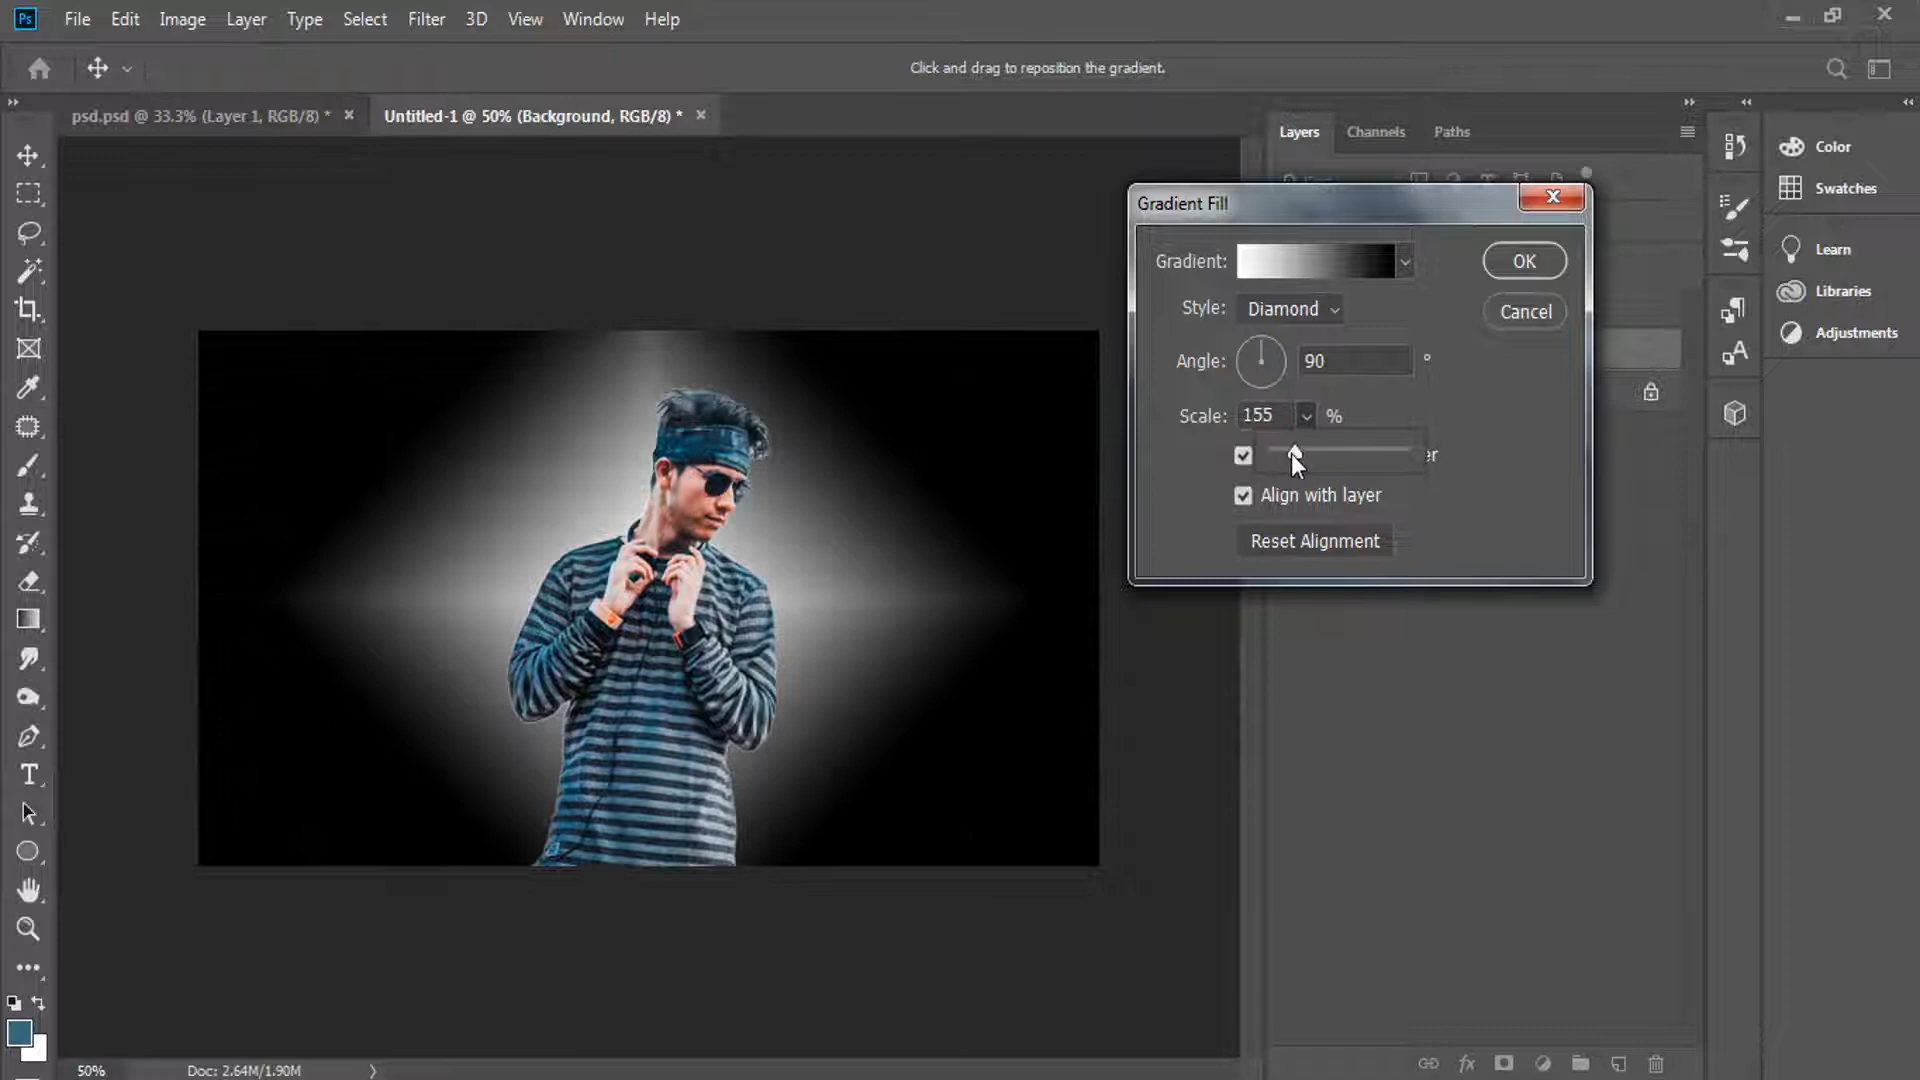 Ps File Edit Image Layer Type Select Filter 3D View Window Help
Click and drag to reposition the gradient.
psd.psd @ 33.3% (Layer 1, RGB/8) * × Untitled-1 @ 50% (Background, RGB/8) * ×
Layers Channels Paths
Color
Swatches
Learn
Libraries
Adjustments
Gradient Fill
Gradient:
OK
Style: Diamond
Cancel
Angle: 90 °
Scale: 155 %
er
Align with layer
Reset Alignment
T
fx
50% Doc: 2.64M/1.90M